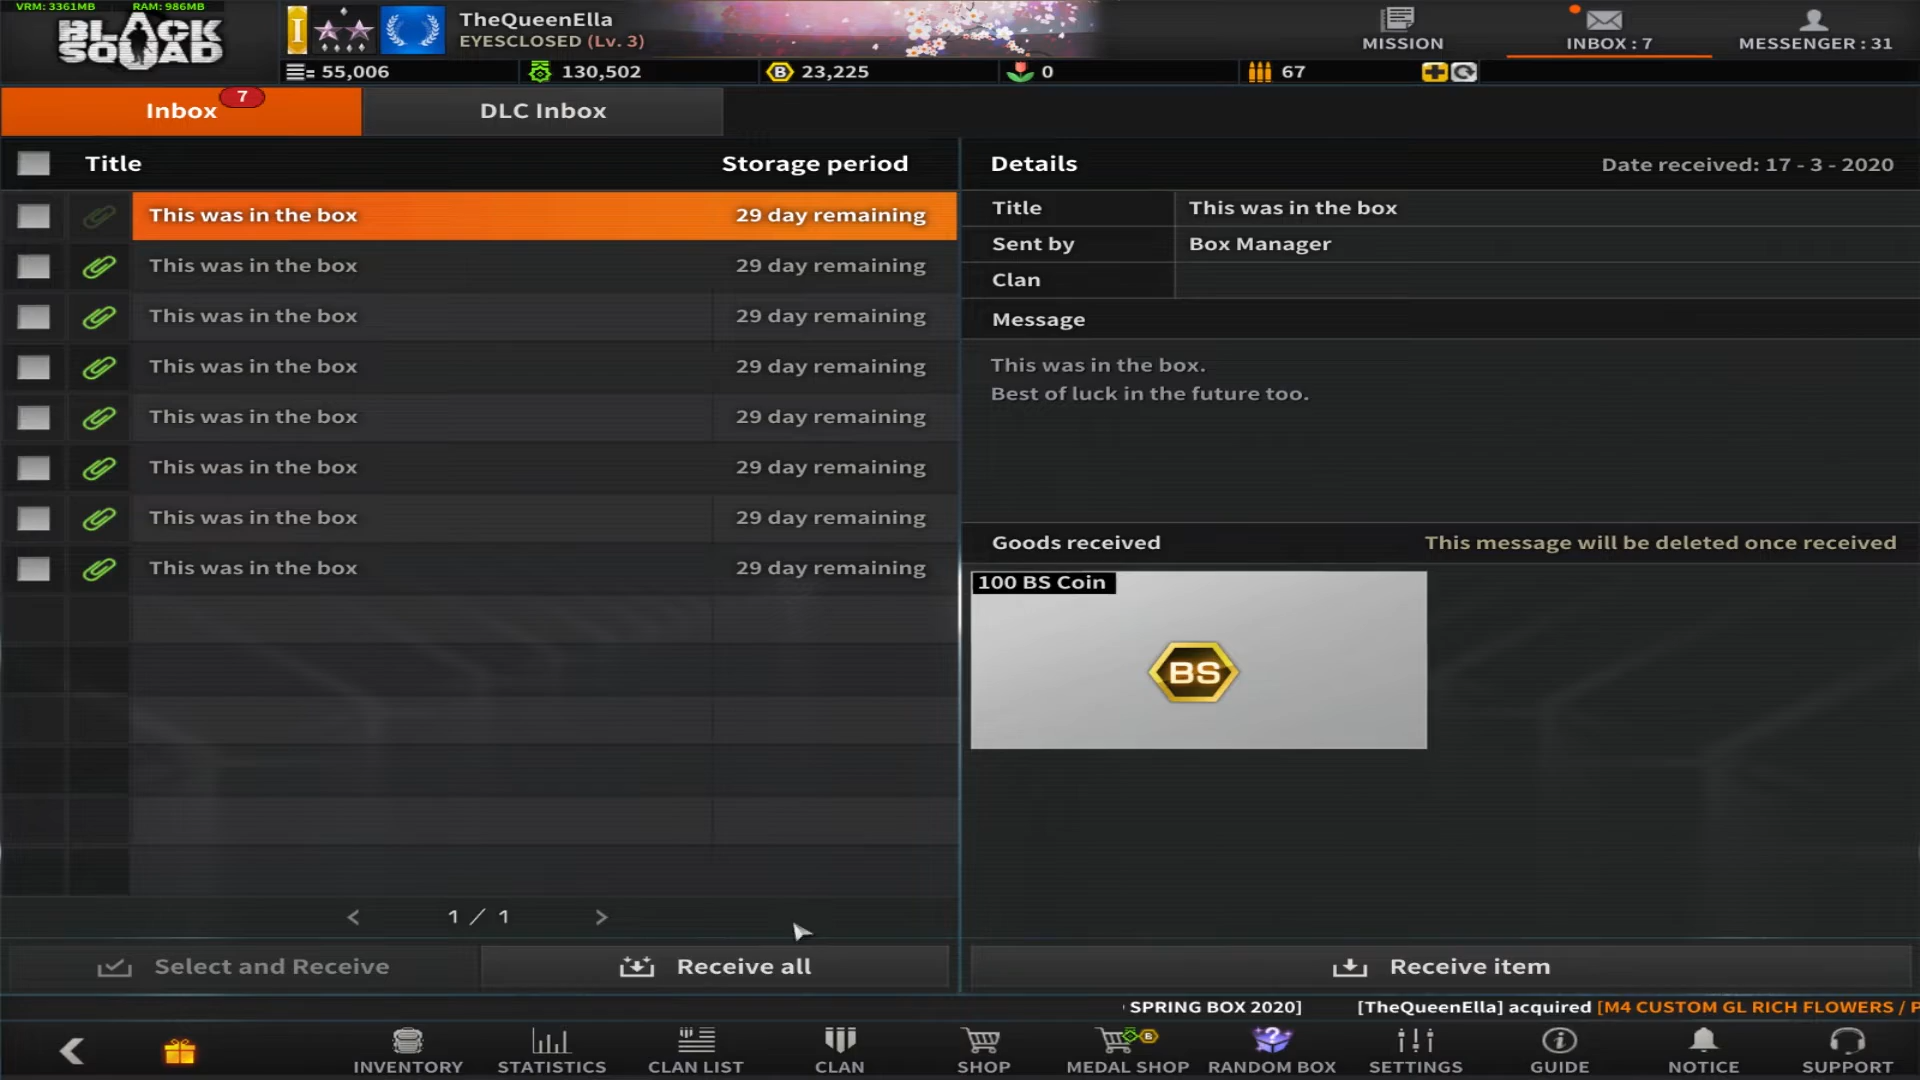 VRM: 3361MB RAM: 986MB
BLACK SQUAD
I
TheQueenElla
EYESCLOSED (Lv. 3)
MISSION
INBOX : 7
MESSENGER : 31
55,006
130,502
B 23,225
0
67
Inbox 7
DLC Inbox
Title Storage period
This was in the box 29 day remaining
This was in the box 29 day remaining
This was in the box 29 day remaining
This was in the box 29 day remaining
This was in the box 29 day remaining
This was in the box 29 day remaining
This was in the box 29 day remaining
This was in the box 29 day remaining
< 1 / 1 >
Select and Receive
Receive all
Details Date received: 17 - 3 - 2020
Title This was in the box
Sent by Box Manager
Clan
Message
This was in the box.
Best of luck in the future too.
Goods received This message will be deleted once received
100 BS Coin
BS
Receive item
SPRING BOX 2020] [TheQueenElla] acquired [M4 CUSTOM GL RICH FLOWERS / P
INVENTORY
STATISTICS
CLAN LIST
CLAN
SHOP
B
MEDAL SHOP
?
RANDOM BOX
SETTINGS
GUIDE
NOTICE
SUPPORT